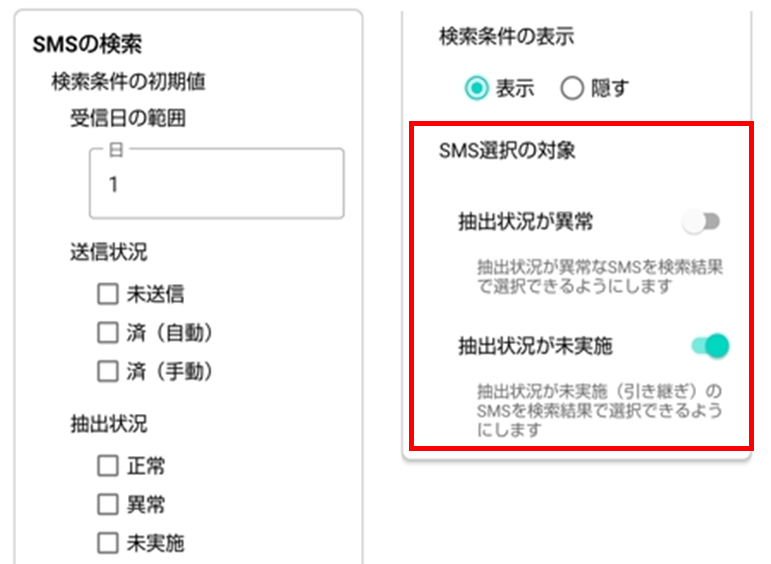 SMSの検索
検索条件の初期値
受信日の範囲
日
1
送信状況
未送信
済（自動）
済（手動）
抽出状況
正常
異常
未実施
検索条件の表示
表示
隠す
SMS選択の対象
抽出状況が異常
抽出状況が異常なSMSを検索結果
で選択できるようにします
抽出状況が未実施
抽出状況が未実施（引き継ぎ）の
SMSを検索結果で選択できるよう
にします